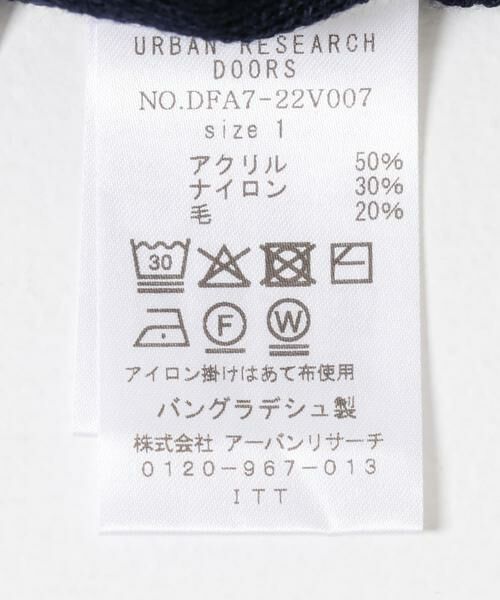 URBAN RESEARCH
DOORS
NO.DFA7-22V007
size 1
アクリル 50%
ナイロン 30%
毛 20%
30
F W
アイロン掛けはあて布使用
バングラデシュ製
株式会社 アーバンリサーチ
0120-967-013
ITT